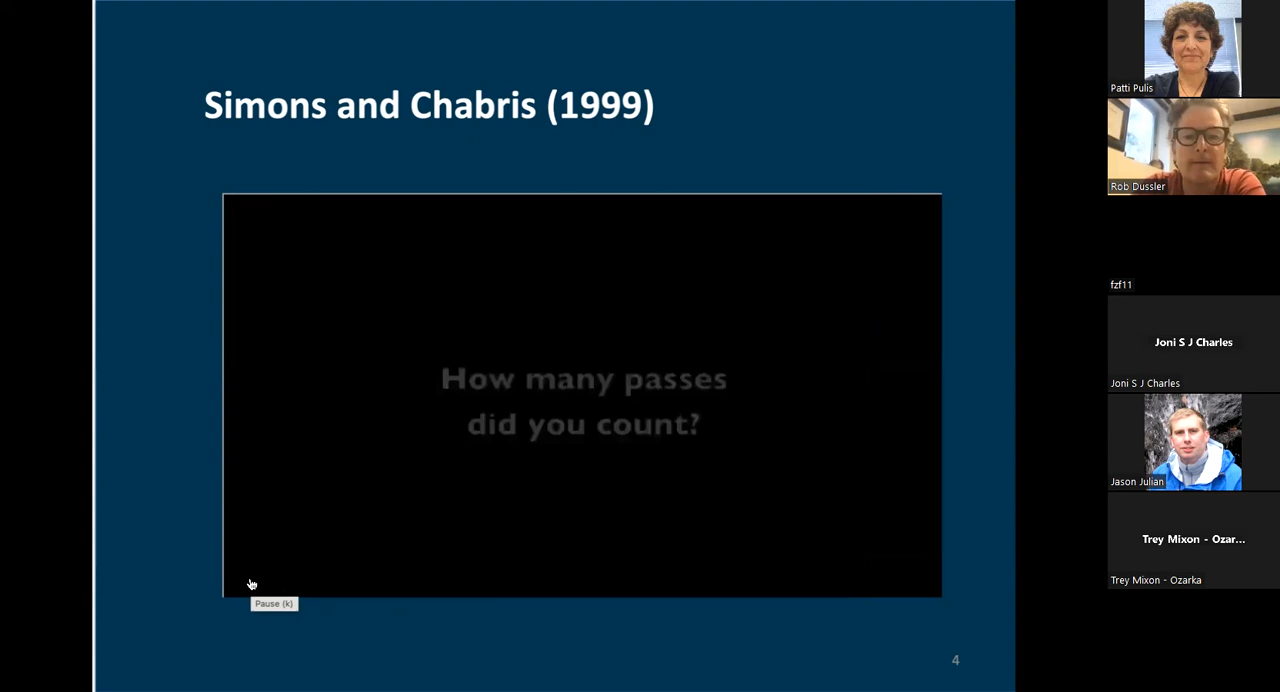 Simons and Chabris (1999)
How many passes
did you count?
Pause (k)
4
Patti Pulis
Rob Dussler
fzf11
Joni S J Charles
Joni S J Charles
Jason Julian
Trey Mixon - Ozar...
Trey Mixon - Ozarka